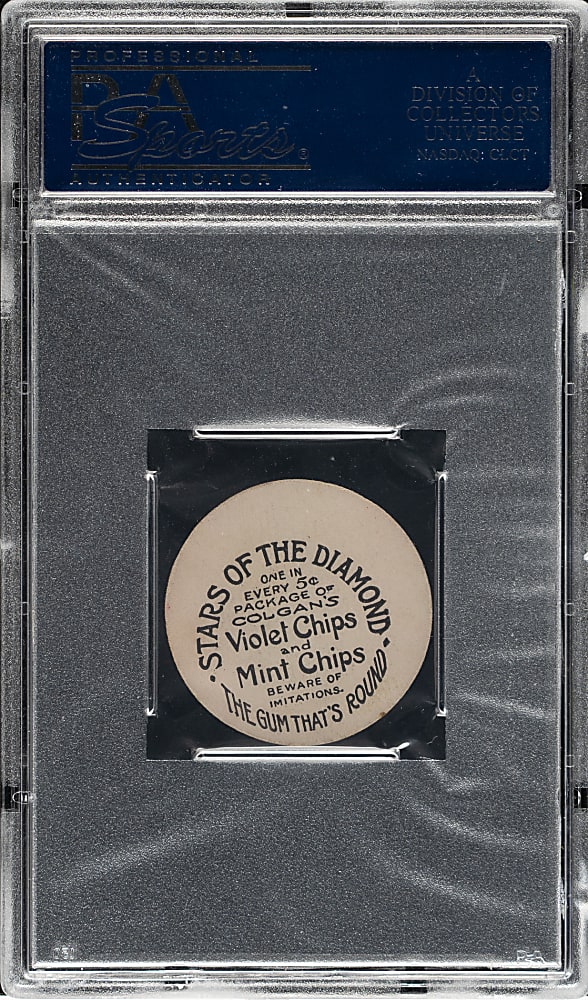 PROFESSIONAL
PSA
Sports®
AUTHENTICATOR
A
DIVISION OF
COLLECTORS
UNIVERSE
NASDAQ: CLCT
• STARS OF THE DIAMOND •
ONE IN
EVERY 5¢
PACKAGE OF
COLGAN'S
Violet Chips
and
Mint Chips
BEWARE OF
IMITATIONS.
THE GUM THAT'S ROUND
PSA